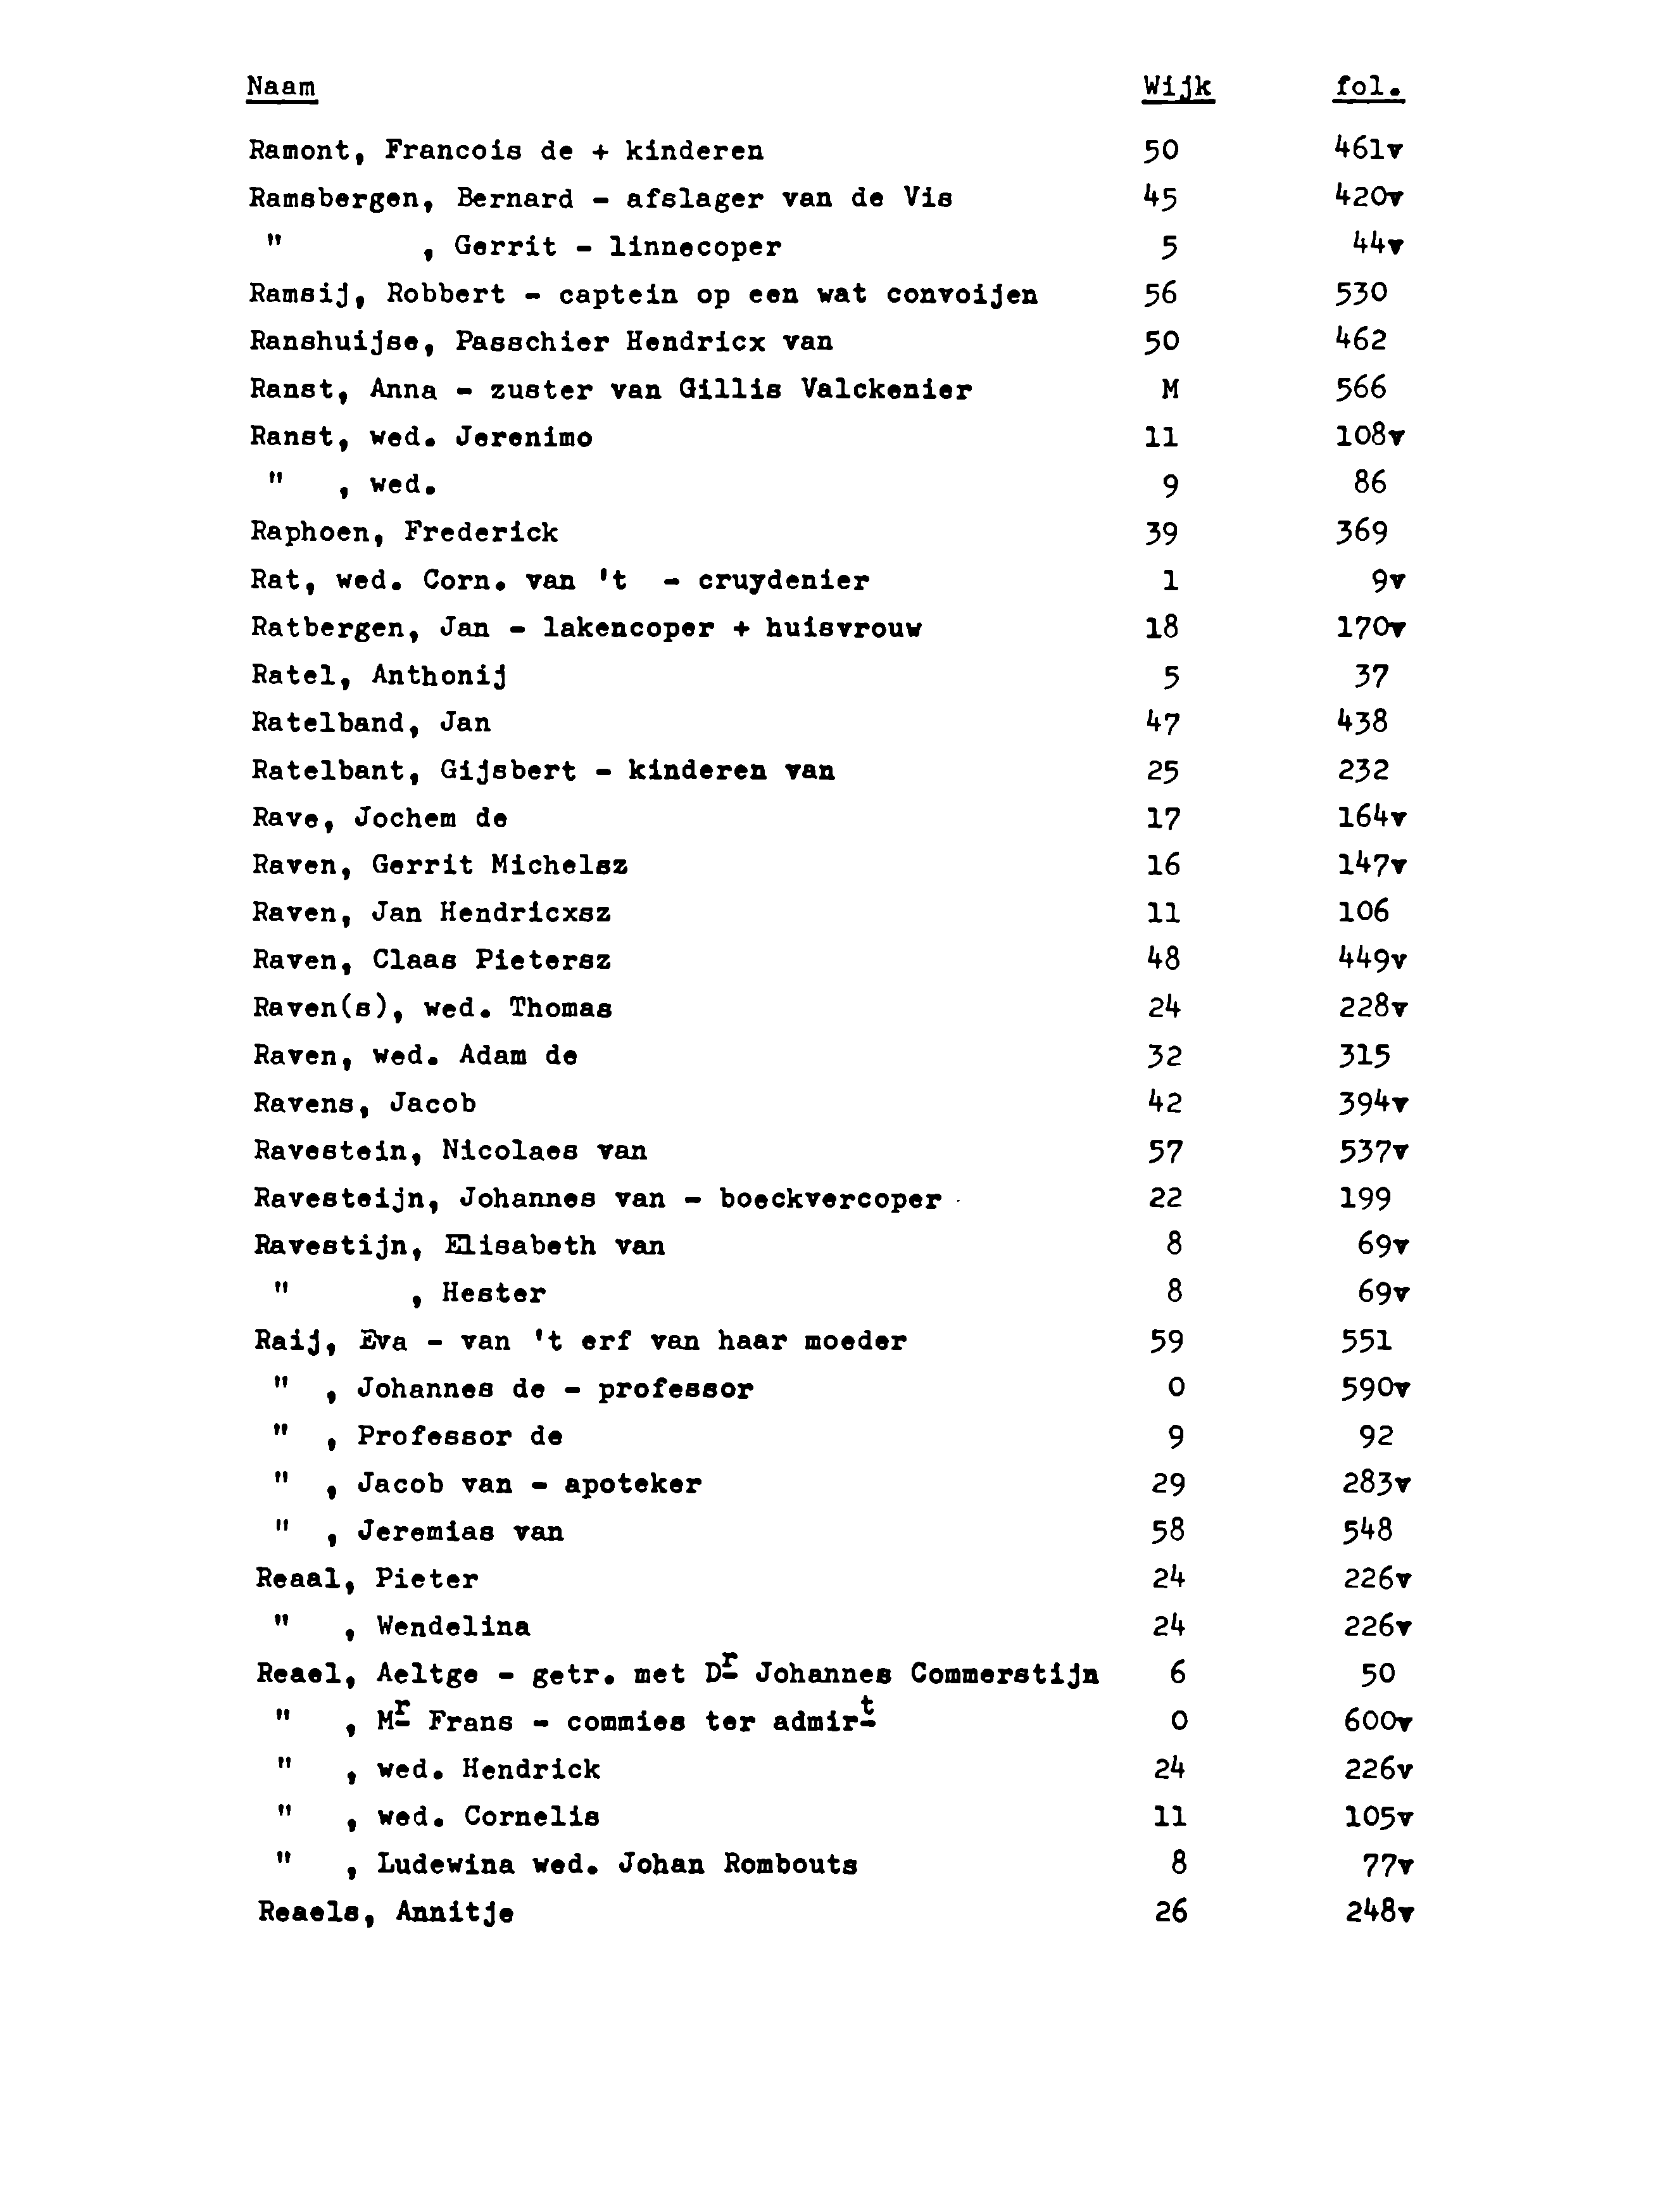 Naam Wijk fol.
Ramont, Francois de + kinderen 50 461v
Ramsbergen, Bernard - afslager van de Vis 45 420v
" , Gerrit - linnecoper 5 44v
Ramsij, Robbert - captein op een wat convoijen 56 530
Ranshuijse, Passchier Hendricx van 50 462
Ranst, Anna - zuster van Gillis Valckenier M 566
Ranst, wed. Jerenimo 11 108v
" , wed. 9 86
Raphoen, Frederick 39 369
Rat, wed. Corn. van 't - cruydenier 1 9v
Ratbergen, Jan - lakencoper + huisvrouw 18 170v
Ratel, Anthonij 5 37
Ratelband, Jan 47 438
Ratelbant, Gijsbert - kinderen van 25 232
Rave, Jochem de 17 164v
Raven, Gerrit Michelsz 16 147v
Raven, Jan Hendricxsz 11 106
Raven, Claas Pietersz 48 449v
Raven(s), wed. Thomas 24 228v
Raven, wed. Adam de 32 315
Ravens, Jacob 42 394v
Ravestein, Nicolaes van 57 537v
Ravesteijn, Johannes van - boeckvercoper 22 199
Ravestijn, Elisabeth van 8 69v
" , Hester 8 69v
Raij, Eva - van 't erf van haar moeder 59 551
" , Johannes de - professor 0 590v
" , Professor de 9 92
" , Jacob van - apoteker 29 283v
" , Jeremias van 58 548
Reaal, Pieter 24 226v
" , Wendelina 24 226v
Reael, Aeltge - getr. met Dr Johannes Commerstijn 6 50
" , Mr Frans - commies ter admirt 0 600v
" , wed. Hendrick 24 226v
" , wed. Cornelis 11 105v
" , Ludewina wed. Johan Rombouts 8 77v
Reaels, Annitje 26 248v